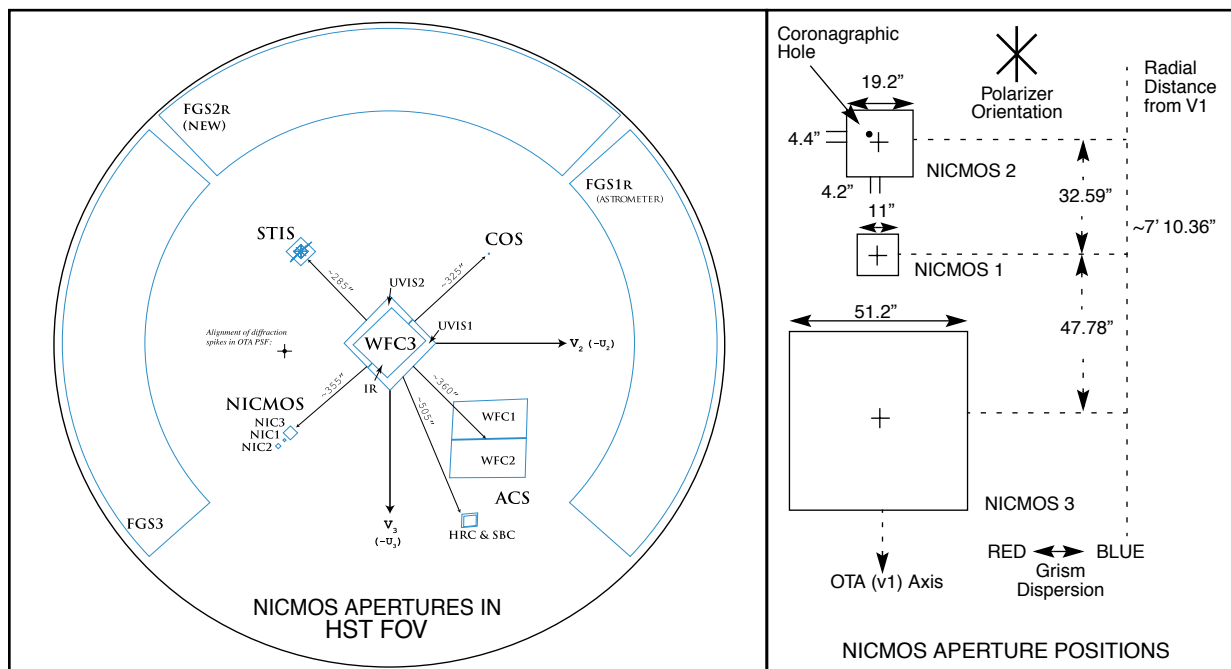 FGS2R
(NEW)
FGS1R
(ASTROMETER)
STIS
COS
~285”
~325”
UVIS2
UVIS1
Alignment of diffraction
spikes in OTA PSF:
WFC3
V2 (-U2)
IR
~355”
~360”
~505”
NICMOS
NIC3
NIC1
NIC2
WFC1
WFC2
ACS
FGS3
V3
(-U3)
HRC & SBC
NICMOS APERTURES IN
HST FOV
Coronagraphic
Hole
19.2”
Polarizer
Orientation
Radial
Distance
from V1
4.4”
NICMOS 2
4.2”
32.59”
11”
~7’ 10.36”
NICMOS 1
51.2”
47.78”
NICMOS 3
RED
BLUE
Grism
Dispersion
OTA (v1) Axis
NICMOS APERTURE POSITIONS